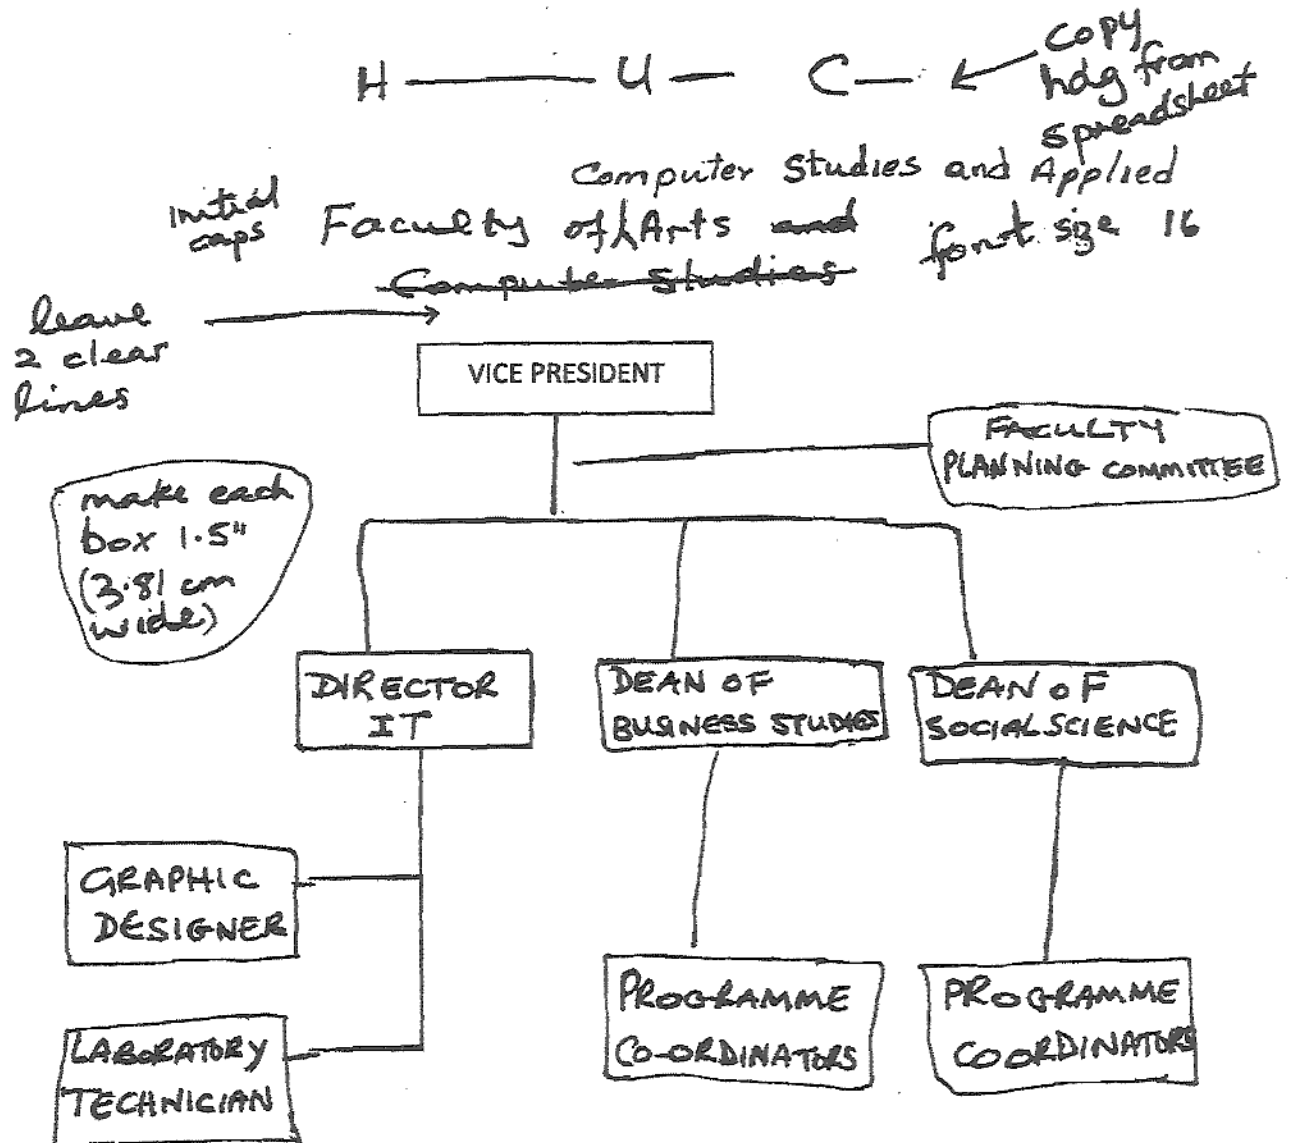 H U C
copy
hdg from
spreadsheet
Computer Studies and Applied
initial
caps
Faculty of Arts and
font size 16
Computer Studies
leave
2 clear
lines
VICE PRESIDENT
FACULTY
PLANNING COMMITTEE
make each
box 1.5"
(3.81 cm
wide)
DIRECTOR
IT
DEAN OF
BUSINESS STUDIES
DEAN OF
SOCIAL SCIENCE
GRAPHIC
DESIGNER
PROGRAMME
CO-ORDINATORS
PROGRAMME
COORDINATORS
LABORATORY
TECHNICIAN